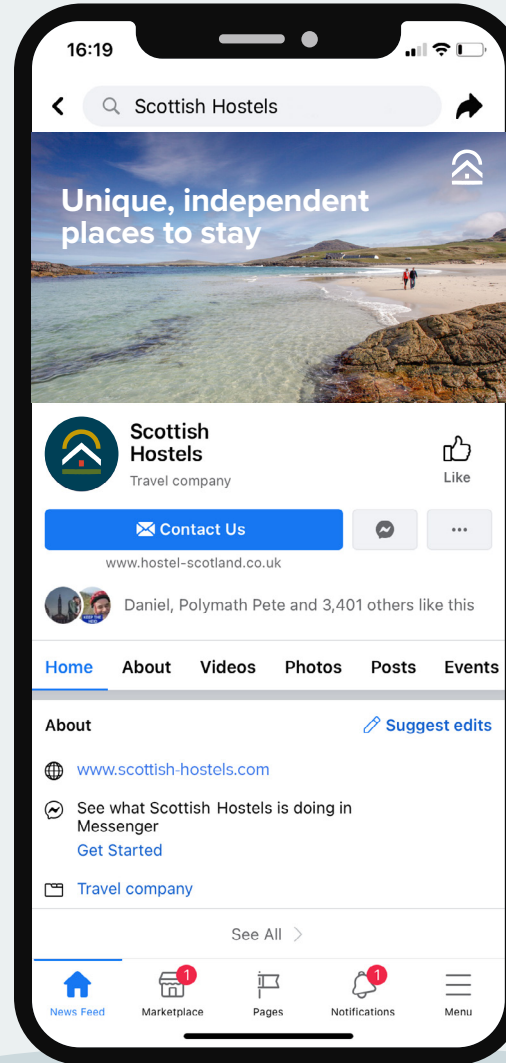 16:19
Scottish Hostels
Unique, independent
places to stay
Scottish
Hostels
Travel company
Like
Contact Us
www.hostel-scotland.co.uk
Daniel, Polymath Pete and 3,401 others like this
Home About Videos Photos Posts Events
About
Suggest edits
www.scottish-hostels.com
See what Scottish Hostels is doing in
Messenger
Get Started
Travel company
See All
1
1
News Feed Marketplace Pages Notifications Menu